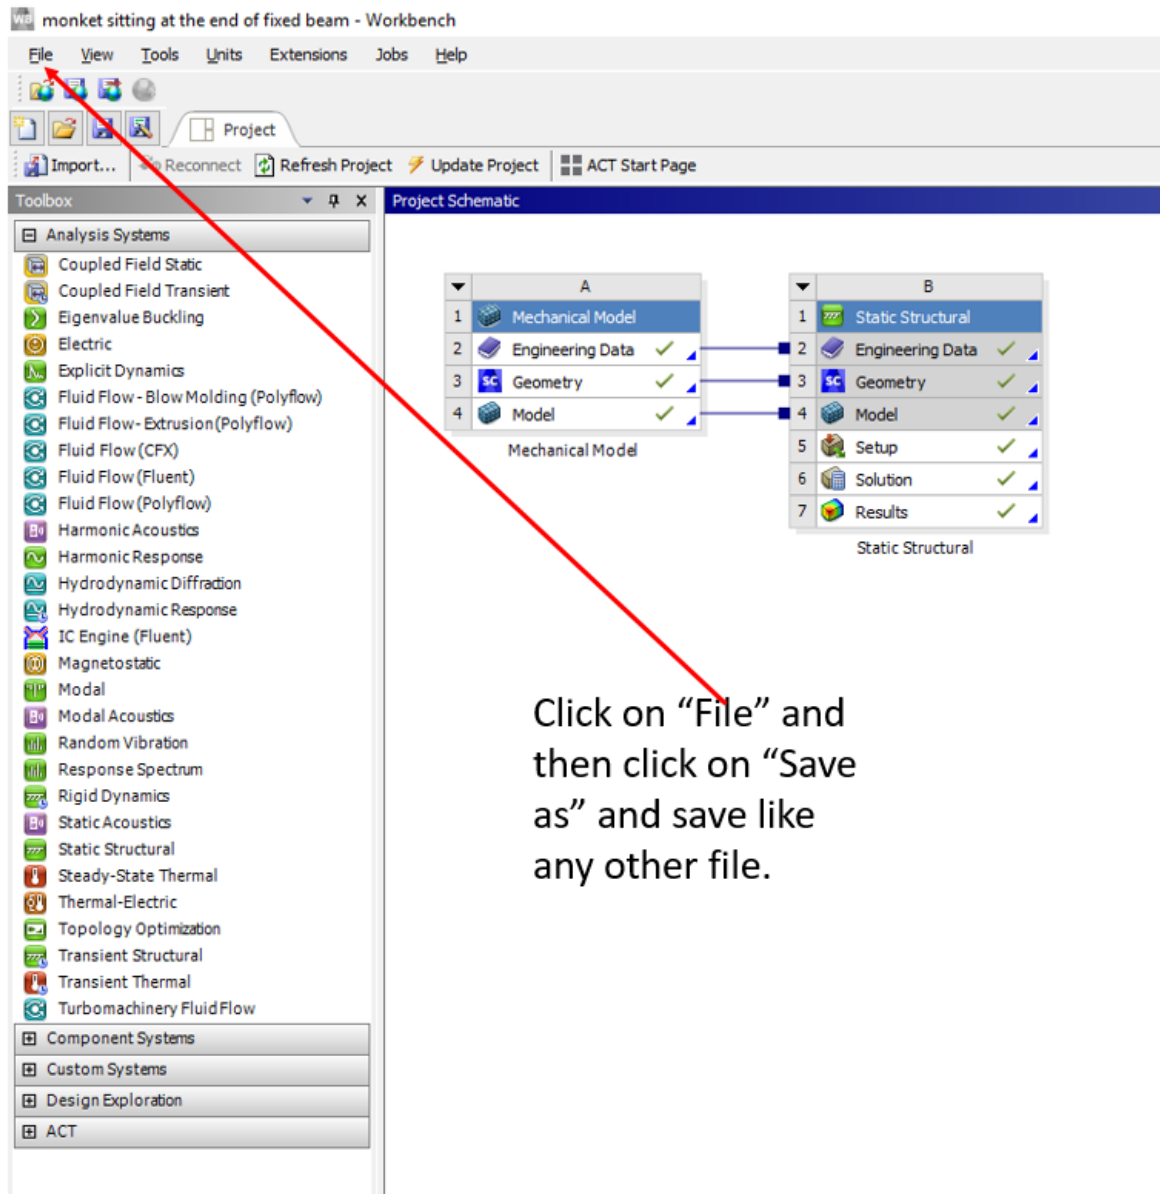 WB monket sitting at the end of fixed beam - Workbench
File View Tools Units Extensions Jobs Help
Project
Import... Reconnect Refresh Project Update Project ACT Start Page
Toolbox
Analysis Systems
Coupled Field Static
Coupled Field Transient
Eigenvalue Buckling
Electric
Explicit Dynamics
Fluid Flow - Blow Molding (Polyflow)
Fluid Flow- Extrusion(Polyflow)
Fluid Flow (CFX)
Fluid Flow (Fluent)
Fluid Flow (Polyflow)
Harmonic Acoustics
Harmonic Response
Hydrodynamic Diffraction
Hydrodynamic Response
IC Engine (Fluent)
Magnetostatic
Modal
Modal Acoustics
Random Vibration
Response Spectrum
Rigid Dynamics
Static Acoustics
Static Structural
Steady-State Thermal
Thermal-Electric
Topology Optimization
Transient Structural
Transient Thermal
Turbomachinery Fluid Flow
Component Systems
Custom Systems
Design Exploration
ACT
Project Schematic
A
1 Mechanical Model
2 Engineering Data
3 SC Geometry
4 Model
Mechanical Model
B
1 Static Structural
2 Engineering Data
3 SC Geometry
4 Model
5 Setup
6 Solution
7 Results
Static Structural
Click on “File” and
then click on “Save
as” and save like
any other file.